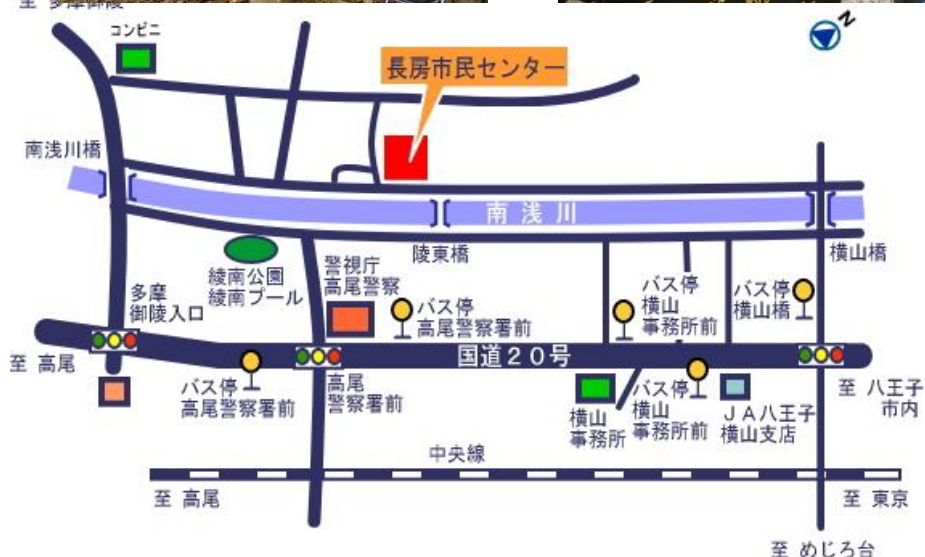 至 多摩御陵
コンビニ
N
長房市民センター
南浅川橋
南 浅 川
綾南公園
綾南プール
警視庁
高尾警察
陵東橋
横山橋
多摩
御陵入口
バス停
高尾警察署前
バス停
横山
事務所前
バス停
横山橋
国道20号
至 高尾
バス停
高尾警察署前
高尾
警察署前
横山
事務所
バス停
横山
事務所前
JA八王子
横山支店
至 八王子
市内
中央線
至 高尾
至 東京
至 めじろ台